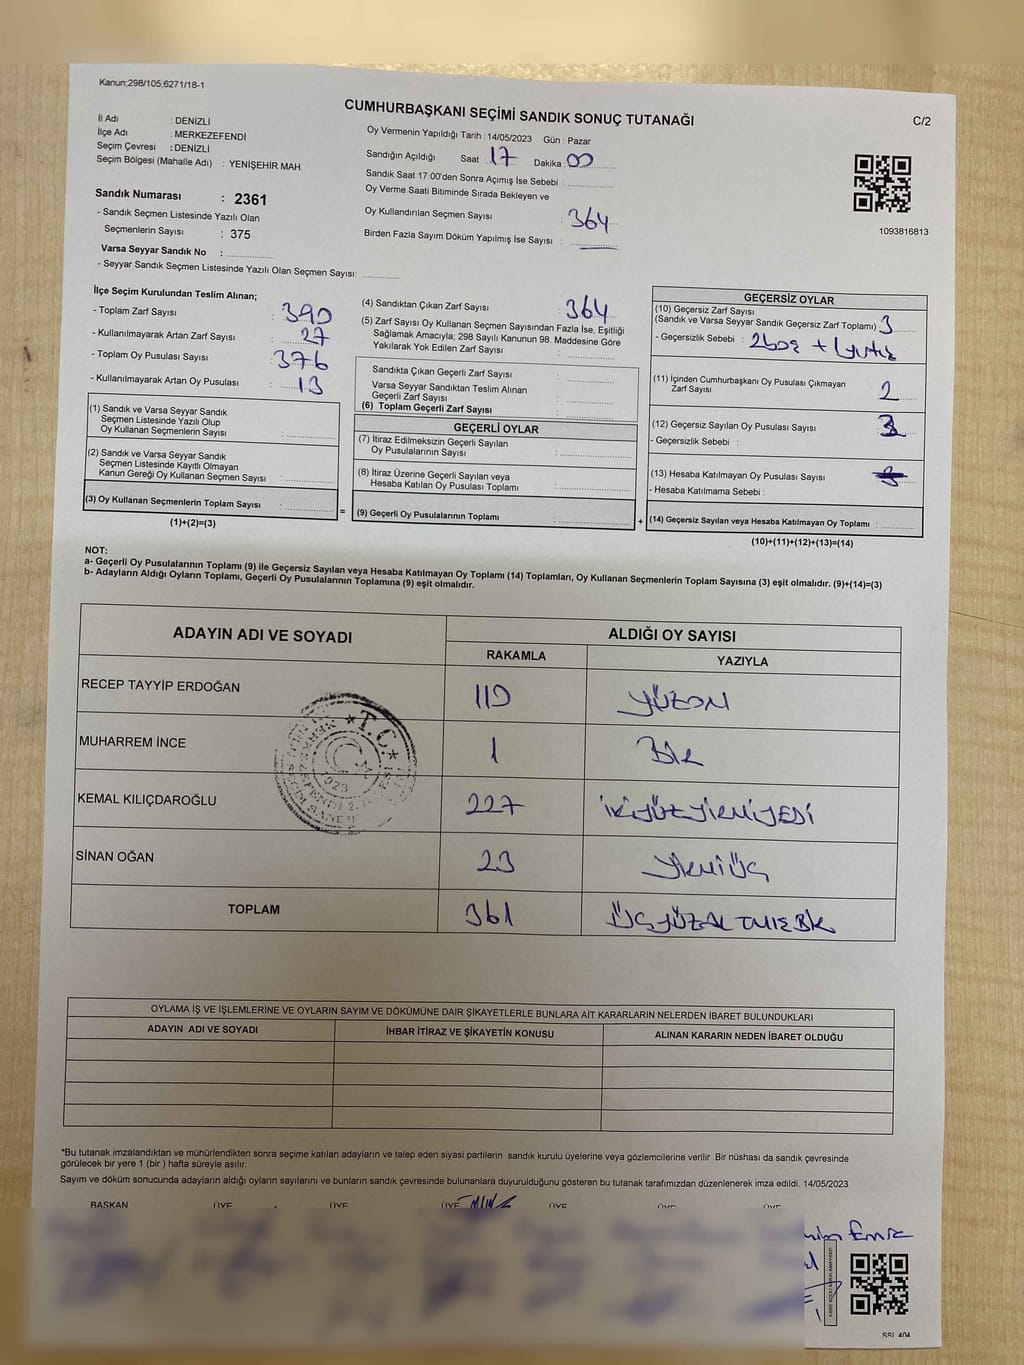 Kanun;298/105;6271/18-1
CUMHURBAŞKANI SEÇİMİ SANDIK SONUÇ TUTANAĞI
C/2
İl Adı : DENİZLİ
İlçe Adı : MERKEZEFENDİ
Seçim Çevresi : DENİZLİ
Seçim Bölgesi (Mahalle Adı) : YENİŞEHİR MAH.
Oy Vermenin Yapıldığı Tarih :14/05/2023 Gün : Pazar
Sandığın Açıldığı Saat 17 Dakika 00
Sandık Saat 17:00'den Sonra Açımış İse Sebebi :
Oy Verme Saati Bitiminde Sırada Bekleyen ve
Oy Kullandırılan Seçmen Sayısı : 364
Birden Fazla Sayım Döküm Yapılmış İse Sayısı :
1093816813
Sandık Numarası : 2361
- Sandık Seçmen Listesinde Yazılı Olan
Seçmenlerin Sayısı : 375
Varsa Seyyar Sandık No :
- Seyyar Sandık Seçmen Listesinde Yazılı Olan Seçmen Sayısı:
İlçe Seçim Kurulundan Teslim Alınan;
- Toplam Zarf Sayısı : 390
- Kullanılmayarak Artan Zarf Sayısı : 27
- Toplam Oy Pusulası Sayısı : 376
- Kullanılmayarak Artan Oy Pusulası : 13
(1) Sandık ve Varsa Seyyar Sandık
Seçmen Listesinde Yazılı Olup
Oy Kullanan Seçmenlerin Sayısı :
(2) Sandık ve Varsa Seyyar Sandık
Seçmen Listesinde Kayıtlı Olmayan
Kanun Gereği Oy Kullanan Seçmen Sayısı :
(3) Oy Kullanan Seçmenlerin Toplam Sayısı :
(1)+(2)=(3)
=
(4) Sandıktan Çıkan Zarf Sayısı : 364
(5) Zarf Sayısı Oy Kullanan Seçmen Sayısından Fazla İse, Eşitliği
Sağlamak Amacıyla; 298 Sayılı Kanunun 98. Maddesine Göre
Yakılarak Yok Edilen Zarf Sayısı :
Sandıkta Çıkan Geçerli Zarf Sayısı :
Varsa Seyyar Sandıktan Teslim Alınan
Geçerli Zarf Sayısı :
(6) Toplam Geçerli Zarf Sayısı :
GEÇERLİ OYLAR
(7) İtiraz Edilmeksizin Geçerli Sayılan
Oy Pusulalarının Sayısı :
(8) İtiraz Üzerine Geçerli Sayılan veya
Hesaba Katılan Oy Pusulası Toplamı :
(9) Geçerli Oy Pusulalarının Toplamı :
+
GEÇERSİZ OYLAR
(10) Geçersiz Zarf Sayısı
(Sandık ve Varsa Seyyar Sandık Geçersiz Zarf Toplamı) : 3
- Geçersizlik Sebebi : 2 boş + 1 yırtık
(11) İçinden Cumhurbaşkanı Oy Pusulası Çıkmayan
Zarf Sayısı : 2
(12) Geçersiz Sayılan Oy Pusulası Sayısı :
- Geçersizlik Sebebi :
(13) Hesaba Katılmayan Oy Pusulası Sayısı :
- Hesaba Katılmama Sebebi :
(14) Geçersiz Sayılan veya Hesaba Katılmayan Oy Toplamı :
(10)+(11)+(12)+(13)=(14)
NOT:
a- Geçerli Oy Pusulalarının Toplamı (9) ile Geçersiz Sayılan veya Hesaba Katılmayan Oy Toplamı (14) Toplamları, Oy Kullanan Seçmenlerin Toplam Sayısına (3) eşit olmalıdır. (9)+(14)=(3)
b- Adayların Aldığı Oyların Toplamı, Geçerli Oy Pusulalarının Toplamına (9) eşit olmalıdır.
ADAYIN ADI VE SOYADI
ALDIĞI OY SAYISI
RAKAMLA YAZIYLA
RECEP TAYYİP ERDOĞAN 110 YÜZON
MUHARREM İNCE 1 BİR
KEMAL KILIÇDAROĞLU 227 İKİYÜZYİRMİYEDİ
SİNAN OĞAN 23 YİRMİÜÇ
TOPLAM 361 ÜÇYÜZALTMIŞBİR
T.C.
1923
OYLAMA İŞ VE İŞLEMLERİNE VE OYLARIN SAYIM VE DÖKÜMÜNE DAİR ŞİKAYETLERLE BUNLARA AİT KARARLARIN NELERDEN İBARET BULUNDUKLARI
ADAYIN ADI VE SOYADI İHBAR İTİRAZ VE ŞİKAYETİN KONUSU ALINAN KARARIN NEDEN İBARET OLDUĞU
*Bu tutanak imzalandıktan ve mühürlendikten sonra seçime katılan adayların ve talep eden siyasi partilerin sandık kurulu üyelerine veya gözlemcilerine verilir. Bir nüshası da sandık çevresinde
görülecek bir yere 1 (bir) hafta süreyle asılır.
Sayım ve döküm sonucunda adayların aldığı oyların sayılarını ve bunların sandık çevresinde bulunanlara duyurulduğunu gösteren bu tutanak tarafımızdan düzenlenerek imza edildi. 14/05/2023
BAŞKAN ÜYE ÜYE ÜYE ÜYE ÜYE ÜYE
Emre